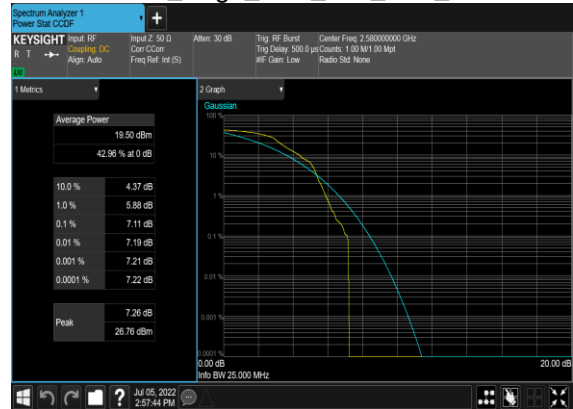 Spectrum Analyzer 1
Power Stat CCDF
+
KEYSIGHT
R T
LXI
Input: RF
Coupling: DC
Align: Auto
Input Z: 50 Ω
Corr CCorr
Freq Ref: Int (S)
Atten: 30 dB
Trig: RF Burst
Trig Delay: 500.0 µs
#IF Gain: Low
Center Freq: 2.580000000 GHz
Counts: 1.00 M/1.00 Mpt
Radio Std: None
1 Metrics
Average Power
19.50 dBm
42.96 % at 0 dB
10.0 % 4.37 dB
1.0 % 5.88 dB
0.1 % 7.11 dB
0.01 % 7.19 dB
0.001 % 7.21 dB
0.0001 % 7.22 dB
Peak
7.26 dB
26.76 dBm
2 Graph
Gaussian
100 %
10 %
1 %
0.1 %
0.01 %
0.001 %
0.0001 %
0.00 dB 20.00 dB
Info BW 25.000 MHz
?
Jul 05, 2022
2:57:44 PM